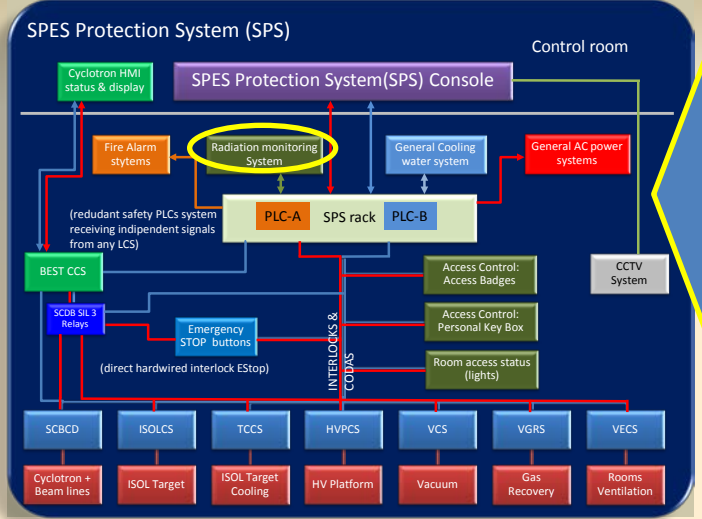 SPES Protection System (SPS)
Control room
Cyclotron HMI
status & display
SPES Protection System(SPS) Console
Fire Alarm
stytems
Radiation monitoring
System
General Cooling
water system
General AC power
systems
(redudant safety PLCs system
receiving indipendent signals
from any LCS)
PLC-A
SPS rack
PLC-B
BEST CCS
Access Control:
Access Badges
CCTV
System
SCDB SIL 3
Relays
Emergency
STOP buttons
Access Control:
Personal Key Box
(direct hardwired interlock EStop)
INTERLOCKS &
CODAS
Room access status
(lights)
SCBCD
ISOLCS
TCCS
HVPCS
VCS
VGRS
VECS
Cyclotron +
Beam lines
ISOL Target
ISOL Target
Cooling
HV Platform
Vacuum
Gas
Recovery
Rooms
Ventilation